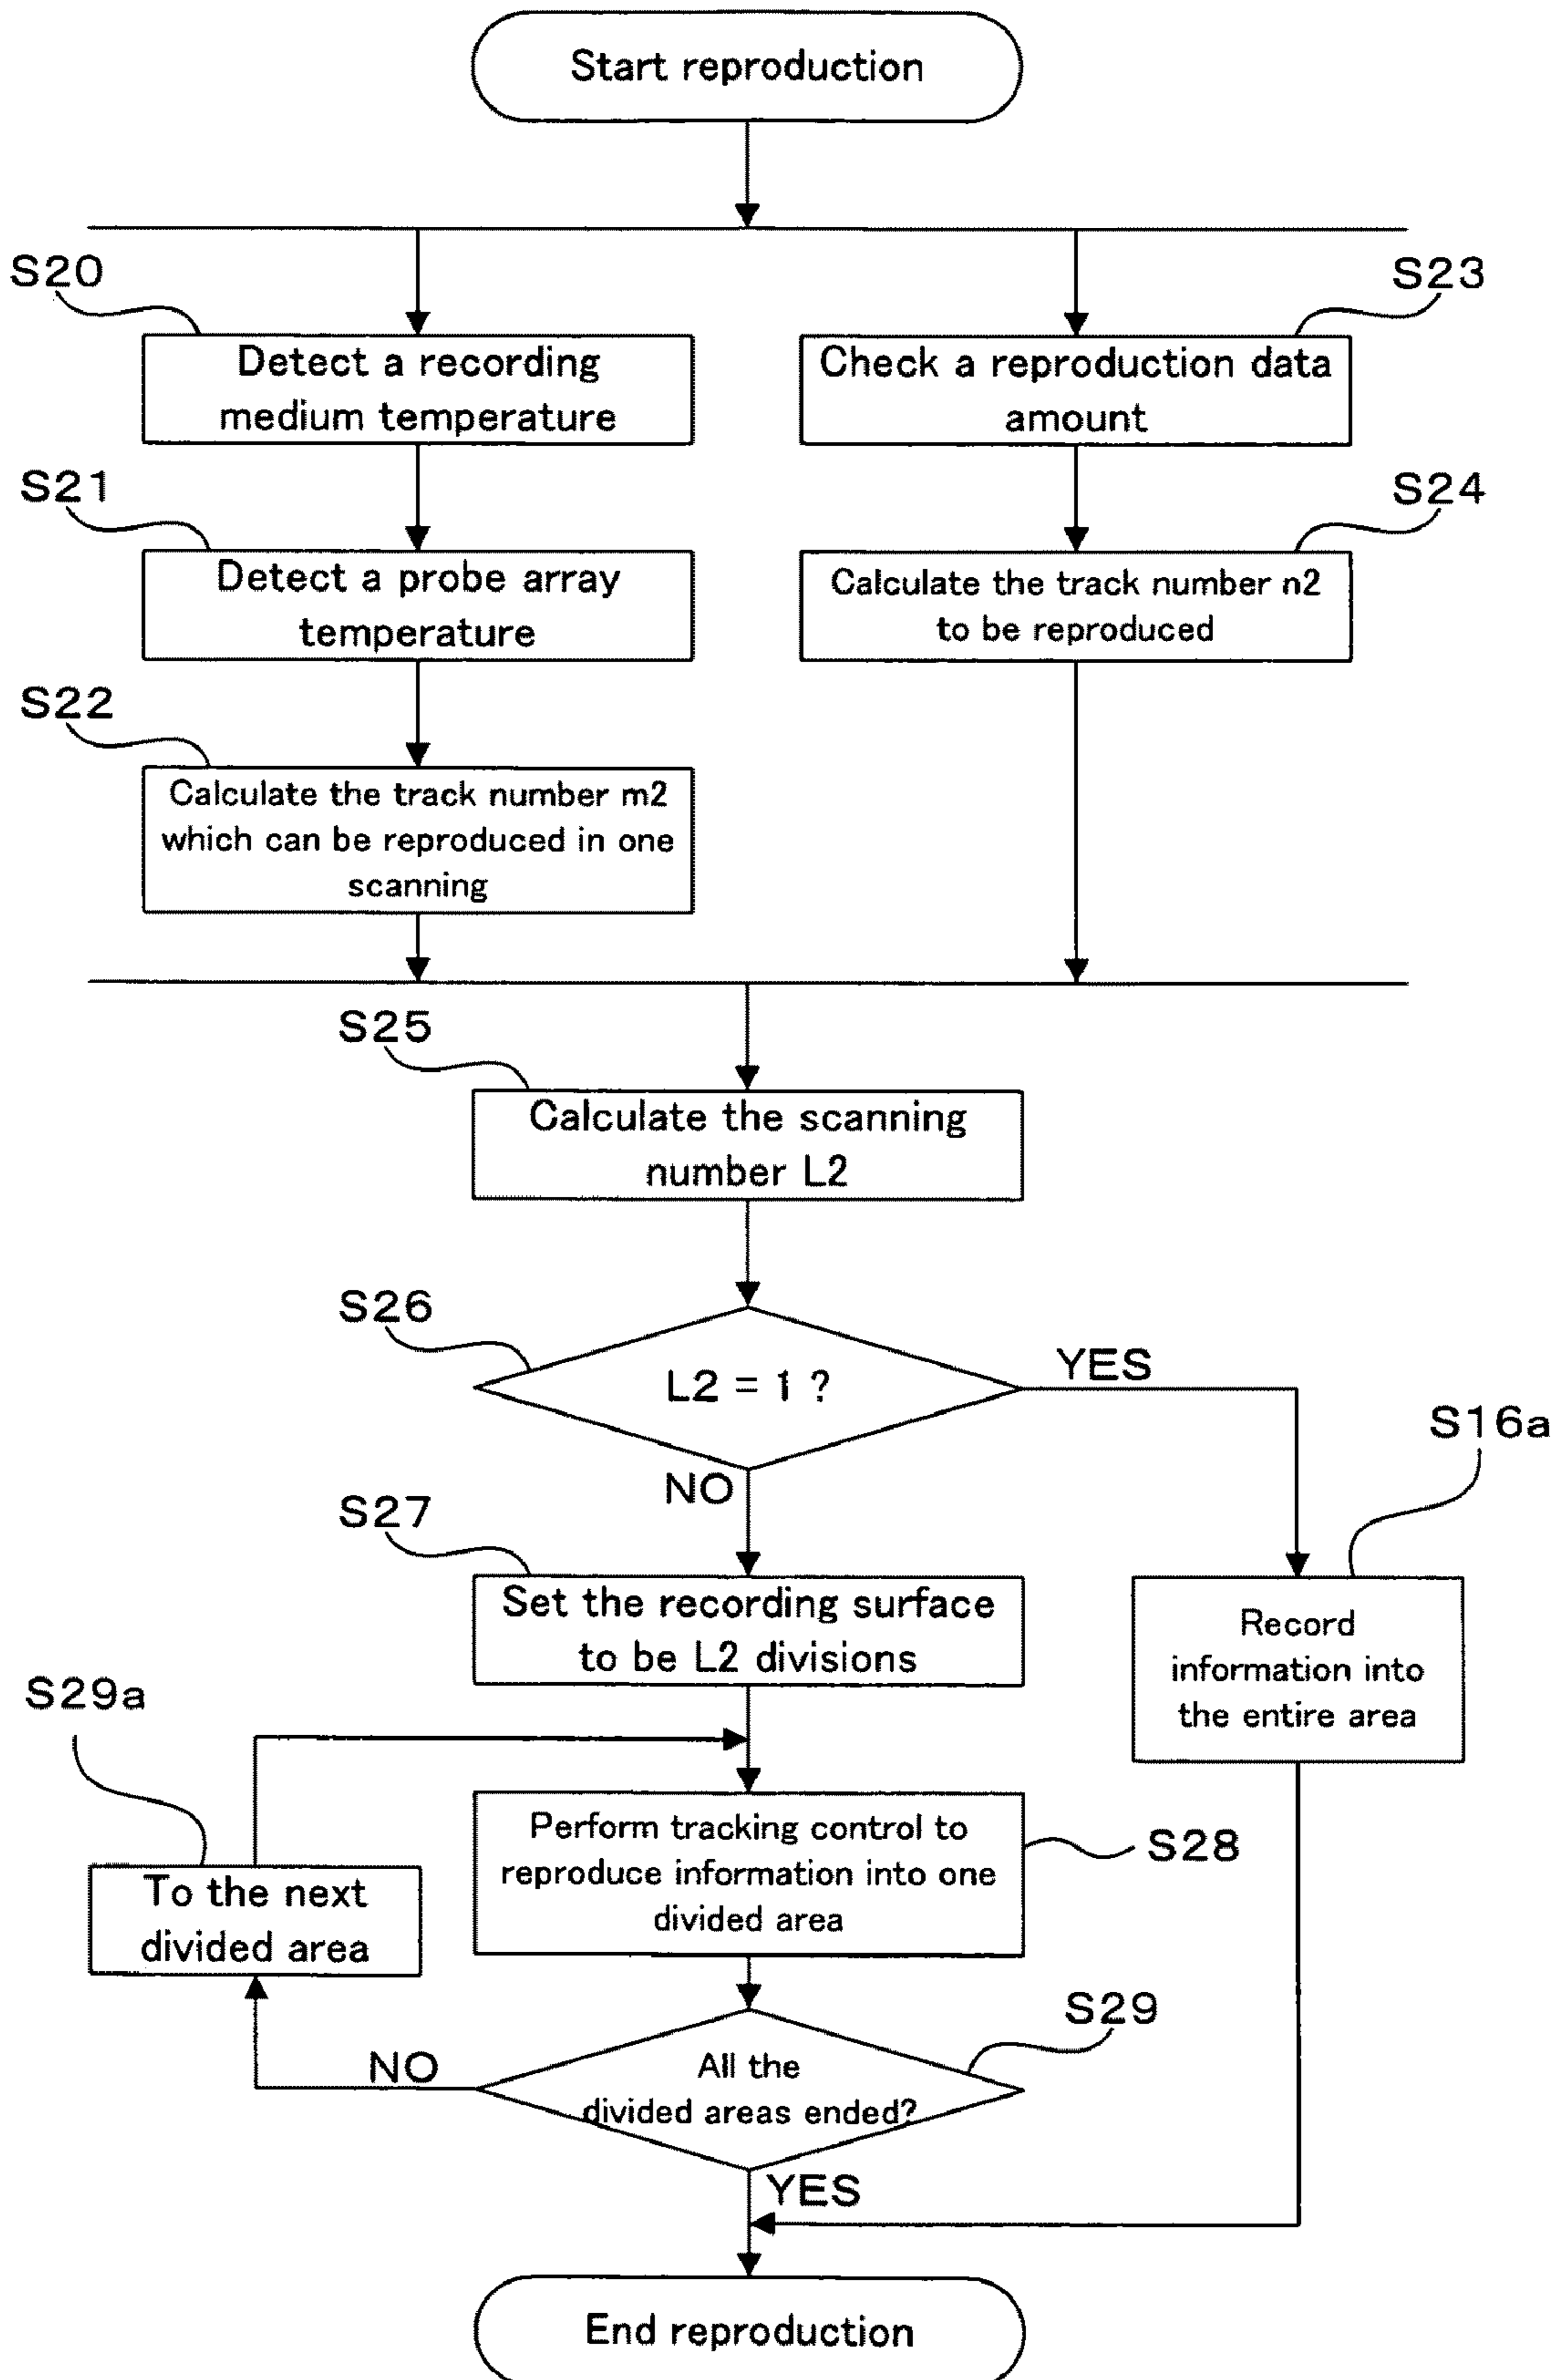 Start reproduction
S20
S23
Detect a recording
medium temperature
Check a reproduction data
amount
S21
S24
Detect a probe array
temperature
Calculate the track number n2
to be reproduced
S22
Calculate the track number m2
which can be reproduced in one
scanning
S25
Calculate the scanning
number L2
S26
L2 = 1 ?
YES
S16a
NO
S27
Set the recording surface
to be L2 divisions
Record
information into
the entire area
S29a
Perform tracking control to
reproduce information into one
divided area
S28
To the next
divided area
S29
NO
All the
divided areas ended?
YES
End reproduction